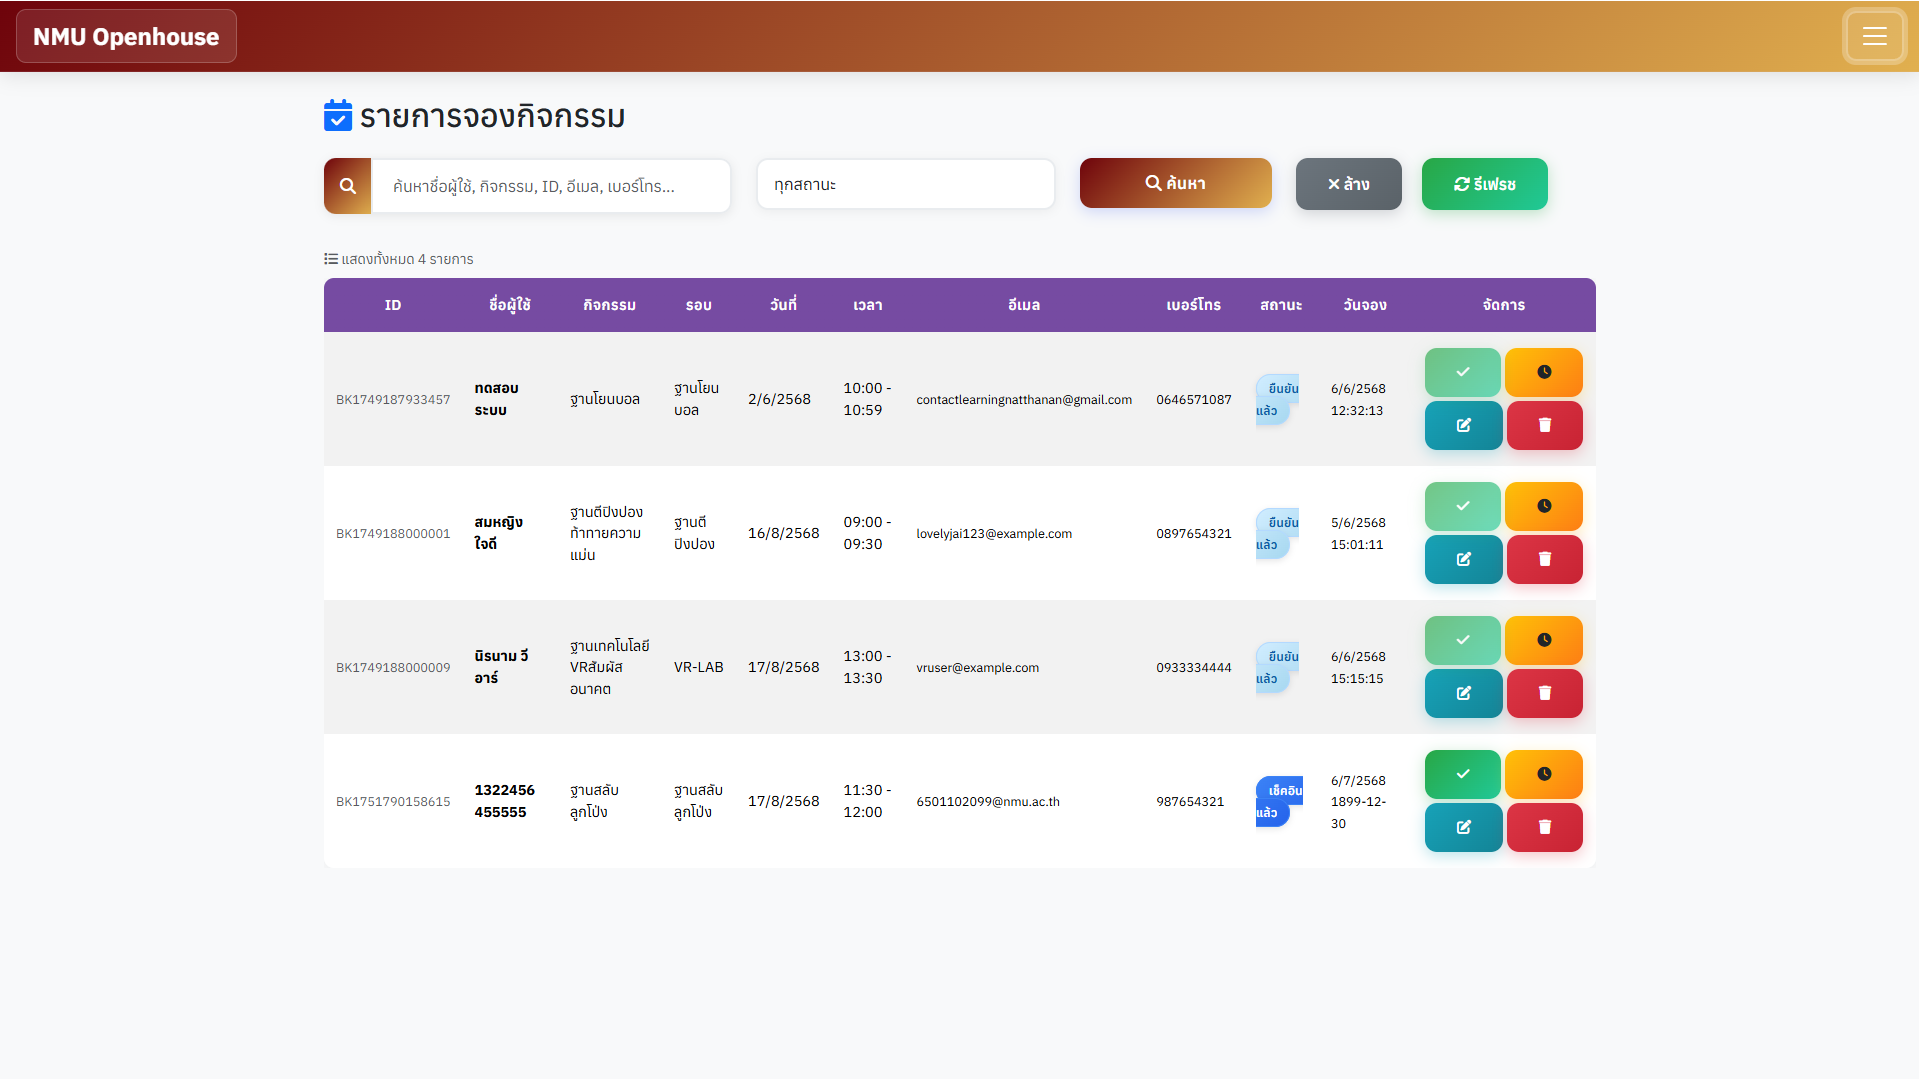 NMU Openhouse
รายการจองกิจกรรม
ค้นหาชื่อผู้ใช้, กิจกรรม, ID, อีเมล, เบอร์โทร...
ทุกสถานะ
ค้นหา
ล้าง
รีเฟรช
แสดงทั้งหมด 4 รายการ
ID ชื่อผู้ใช้ กิจกรรม รอบ วันที่ เวลา อีเมล เบอร์โทร สถานะ วันจอง จัดการ
BK1749187933457
ทดสอบ
ระบบ
ฐานโยนบอล
ฐานโยน
บอล
2/6/2568
10:00 -
10:59
contactlearningnatthanan@gmail.com
0646571087
ยืนยัน
แล้ว
6/6/2568
12:32:13
BK1749188000001
สมหญิง
ใจดี
ฐานตีปิงปอง
ท้าทายความ
แม่น
ฐานตี
ปิงปอง
16/8/2568
09:00 -
09:30
lovelyjai123@example.com
0897654321
ยืนยัน
แล้ว
5/6/2568
15:01:11
BK1749188000009
นิรนาม วี
อาร์
ฐานเทคโนโลยี
VRสัมผัส
อนาคต
VR-LAB
17/8/2568
13:00 -
13:30
vruser@example.com
0933334444
ยืนยัน
แล้ว
6/6/2568
15:15:15
BK1751790158615
1322456
455555
ฐานสลับ
ลูกโป่ง
ฐานสลับ
ลูกโป่ง
17/8/2568
11:30 -
12:00
6501102099@nmu.ac.th
987654321
เช็คอิน
แล้ว
6/7/2568
1899-12-
30